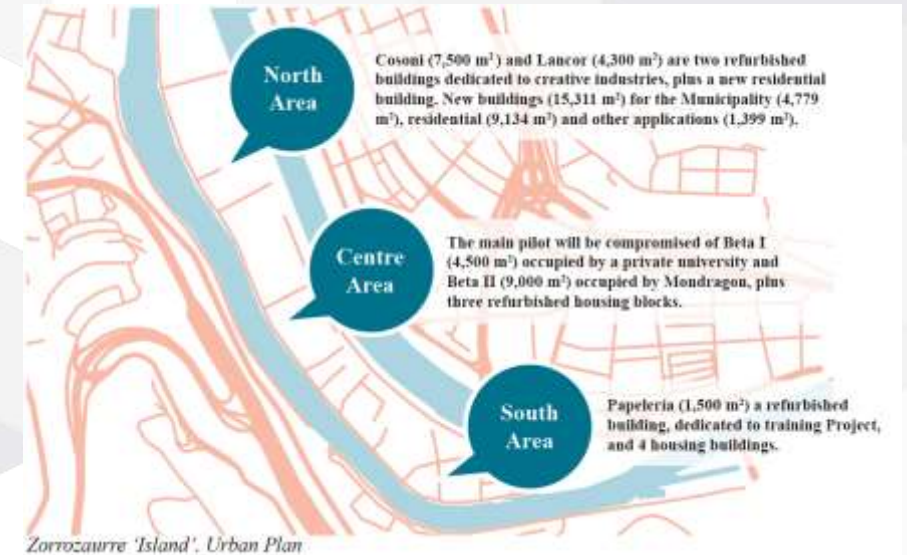 North
Area
Cosoni (7,500 m²) and Lancor (4,300 m²) are two refurbished
buildings dedicated to creative industries, plus a new residential
building. New buildings (15,311 m²) for the Municipality (4,779
m²), residential (9,134 m²) and other applications (1,399 m²).
Centre
Area
The main pilot will be compromised of Beta I
(4,500 m²) occupied by a private university and
Beta II (9,000 m²) occupied by Mondragon, plus
three refurbished housing blocks.
South
Area
Papeleria (1,500 m²) a refurbished
building, dedicated to training Project,
and 4 housing buildings.
Zorrozaurre 'Island'. Urban Plan